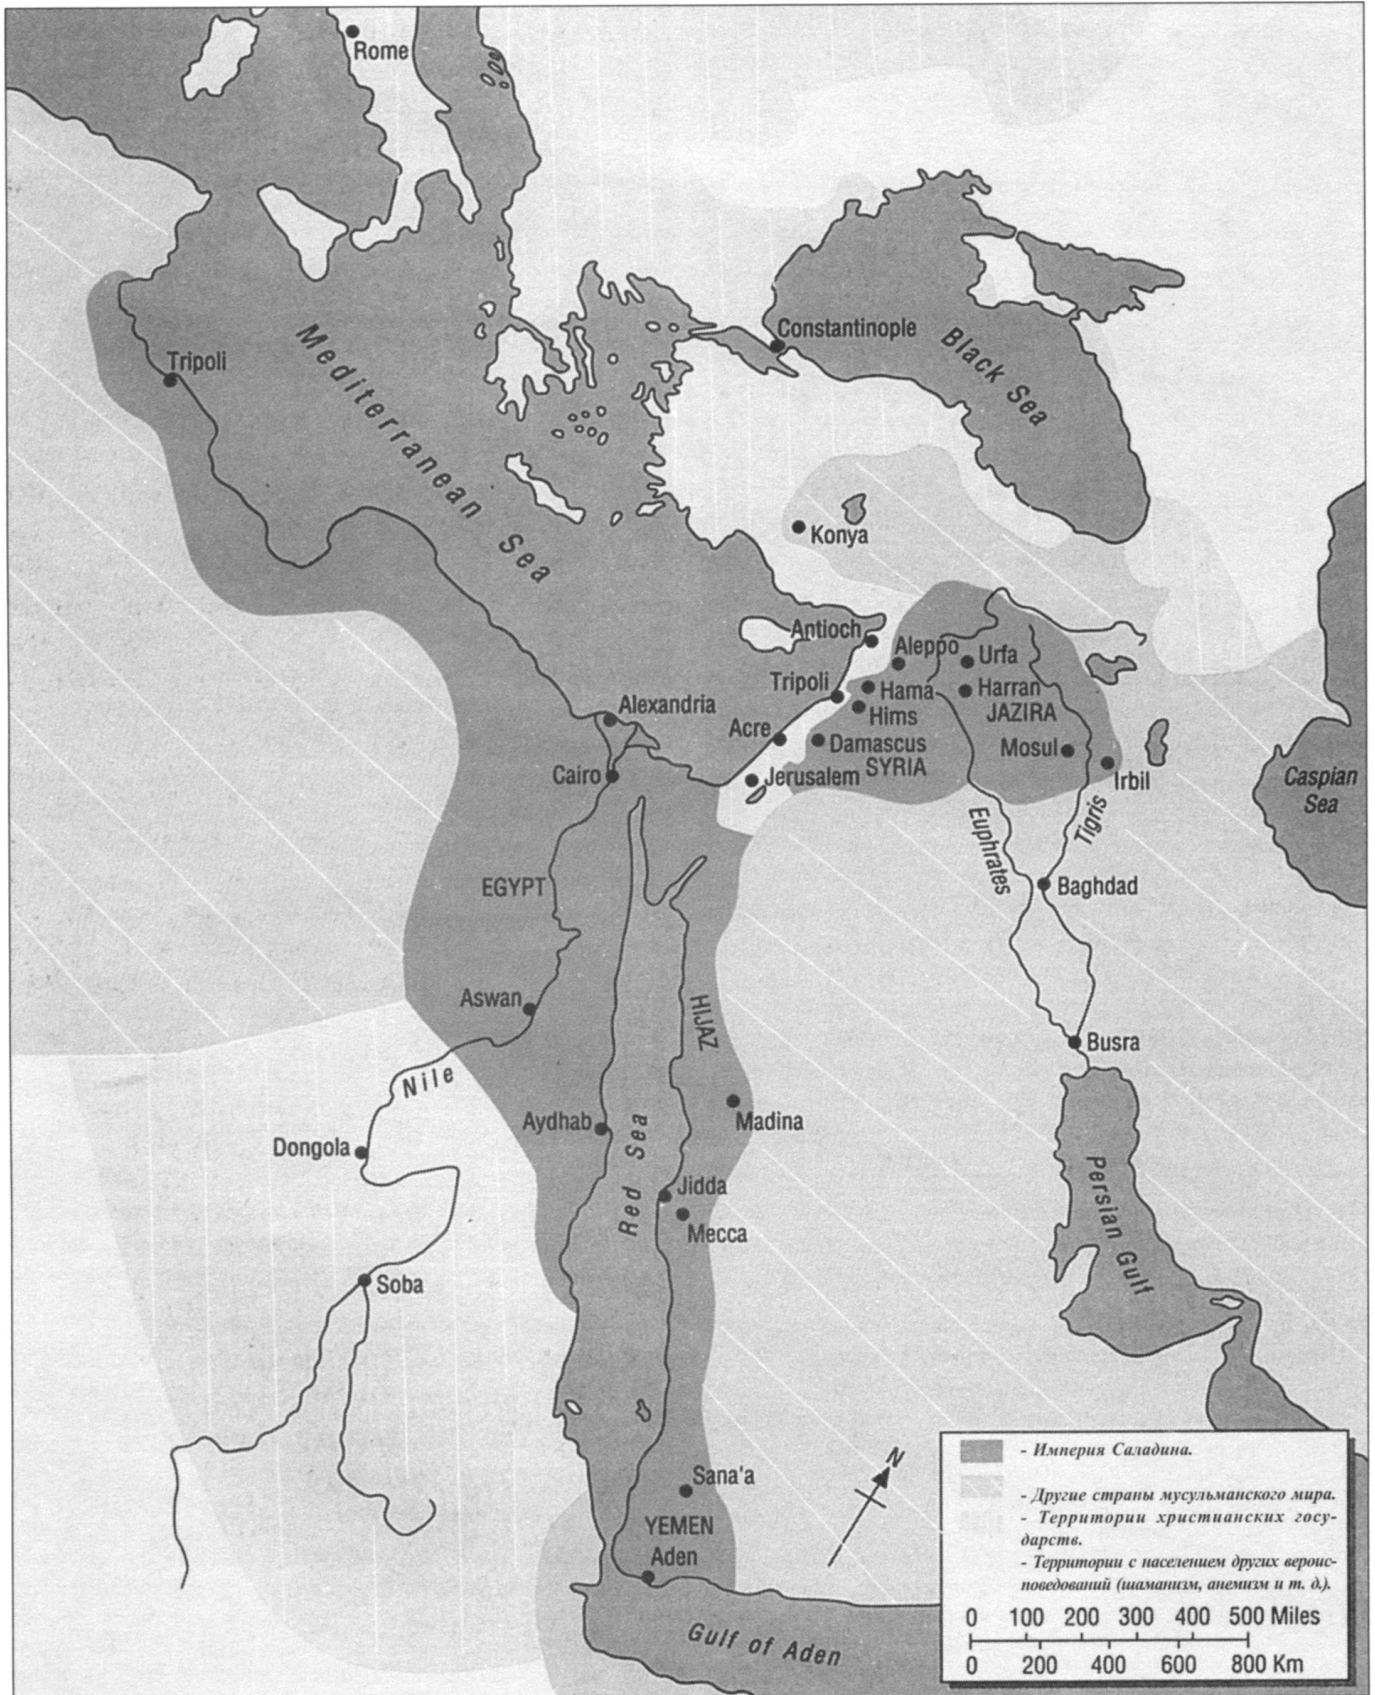 Rome
Constantinople
Black Sea
Tripoli
Mediterranean Sea
Konya
Antioch
Aleppo
Urfa
Tripoli
Hama
Harran
Hims
JAZIRA
Alexandria
Acre
Damascus
Mosul
Cairo
Jerusalem
SYRIA
Irbil
Caspian
Sea
Euphrates
Tigris
EGYPT
Baghdad
Aswan
HIJAZ
Busra
Nile
Aydhab
Red Sea
Madina
Dongola
Jidda
Mecca
Persian Gulf
Soba
Sana'a
YEMEN
Aden
Gulf of Aden
N
- Империя Саладина.
- Другие страны мусульманского мира.
- Территории христианских госу-
дарств.
- Территории с населением других вероис-
поведований (шаманизм, анемизм и т. д.).
0 100 200 300 400 500 Miles
0 200 400 600 800 Km